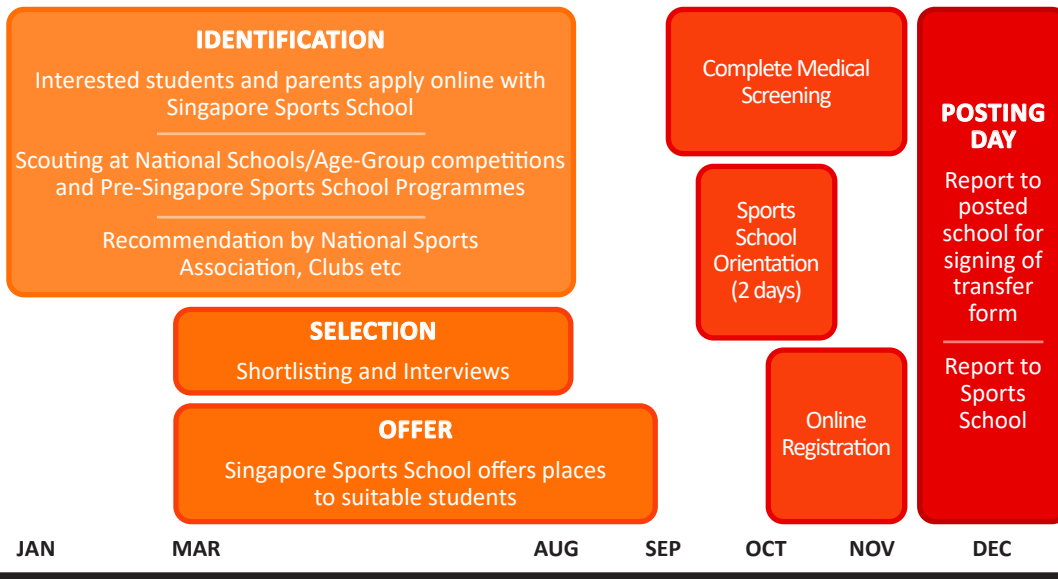 IDENTIFICATION
Interested students and parents apply online with
Singapore Sports School
Scouting at National Schools/Age-Group competitions
and Pre-Singapore Sports School Programmes
Recommendation by National Sports
Association, Clubs etc
SELECTION
Shortlisting and Interviews
OFFER
Singapore Sports School offers places
to suitable students
Complete Medical
Screening
Sports
School
Orientation
(2 days)
Online
Registration
POSTING
DAY
Report to
posted
school for
signing of
transfer
form
Report to
Sports
School
JAN MAR AUG SEP OCT NOV DEC